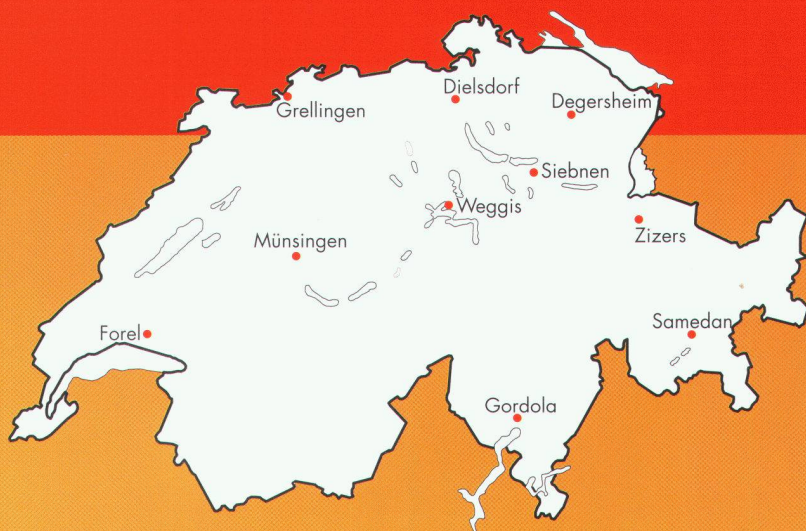 Dielsdorf
Degersheim
Grellingen
Siebnen
Weggis
Zizers
Münsingen
Samedan
Forel
Gordola